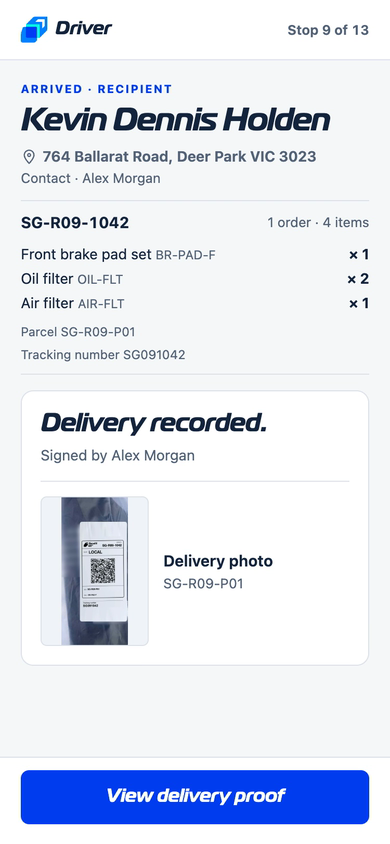 Driver
Stop 9 of 13
ARRIVED · RECIPIENT
Kevin Dennis Holden
764 Ballarat Road, Deer Park VIC 3023
Contact · Alex Morgan
SG-R09-1042
1 order · 4 items
Front brake pad set BR-PAD-F × 1
Oil filter OIL-FLT × 2
Air filter AIR-FLT × 1
Parcel SG-R09-P01
Tracking number SG091042
Delivery recorded.
Signed by Alex Morgan
LOCAL
Delivery photo
SG-R09-P01
View delivery proof